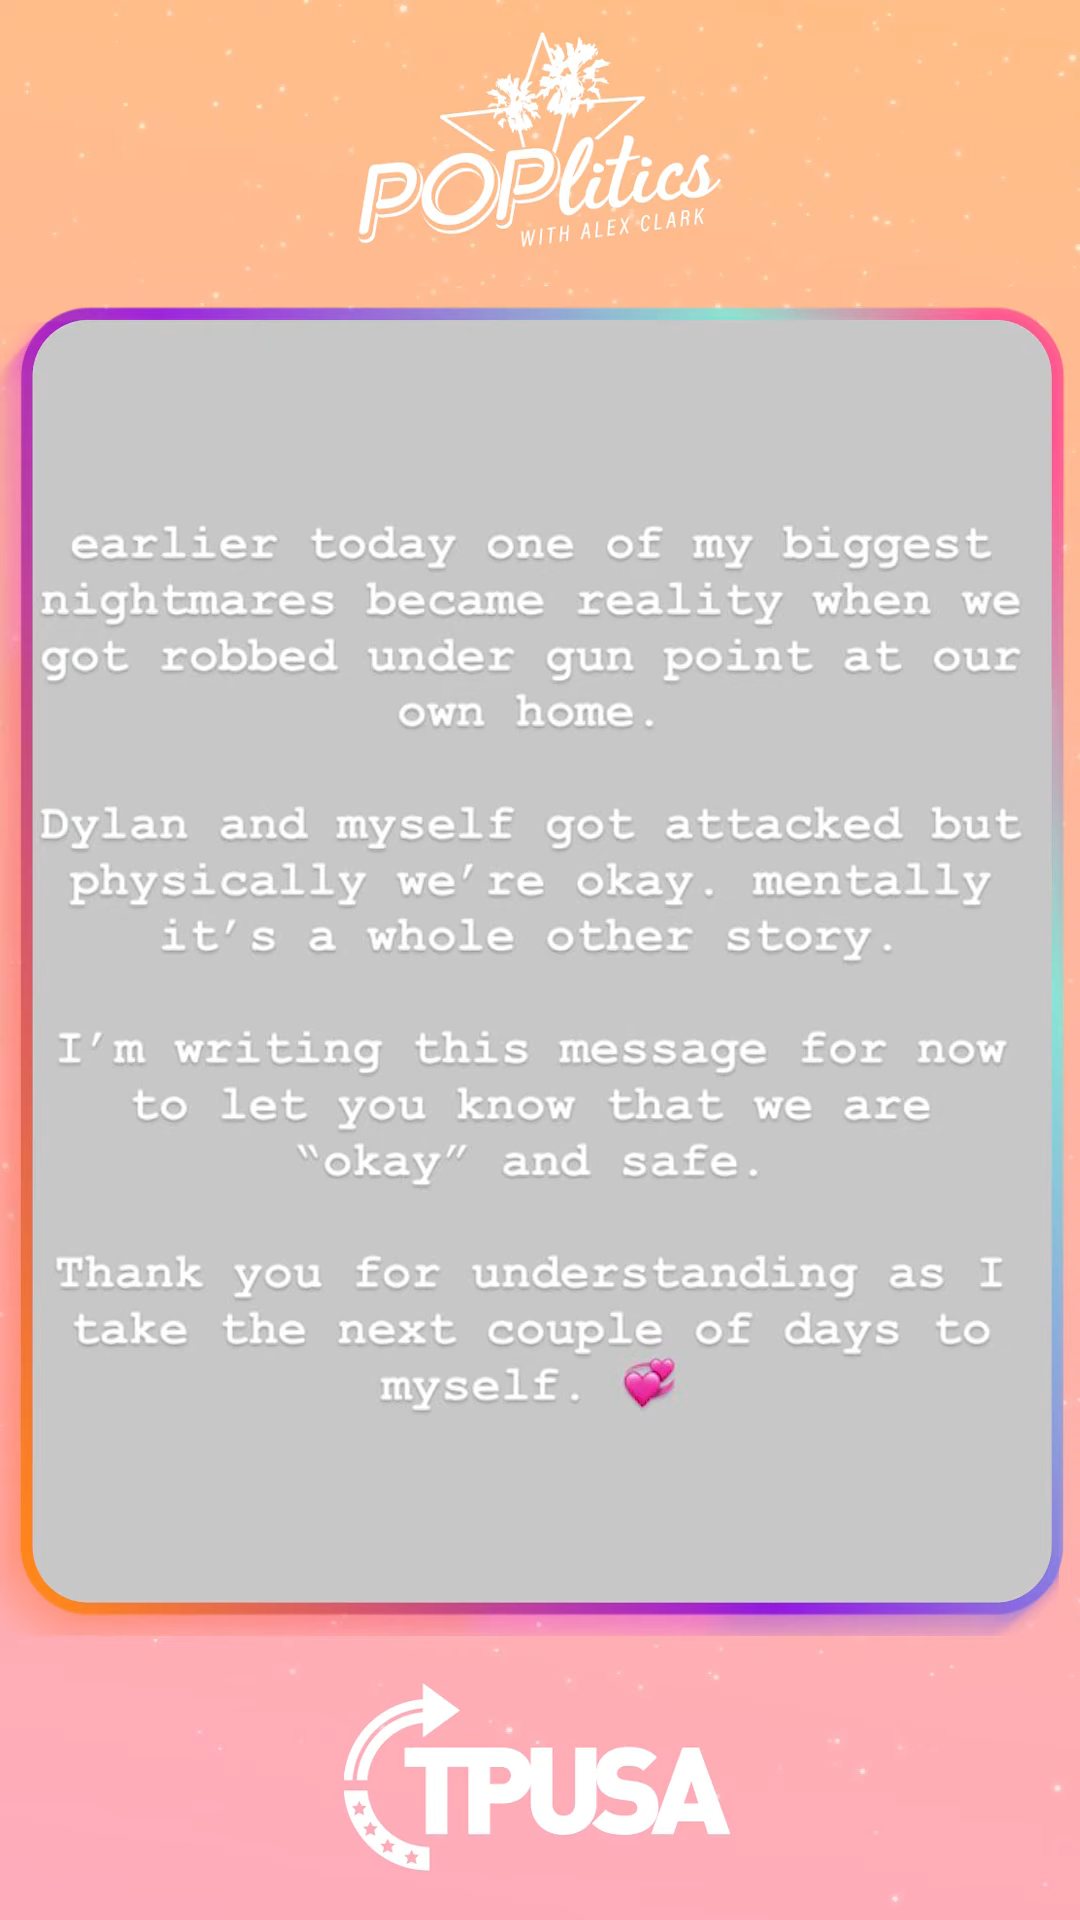 POPlitics
WITH ALEX CLARK
earlier today one of my biggest
nightmares became reality when we
got robbed under gun point at our
own home.
Dylan and myself got attacked but
physically we’re okay. mentally
it’s a whole other story.
I’m writing this message for now
to let you know that we are
“okay” and safe.
Thank you for understanding as I
take the next couple of days to
myself. 💞
TPUSA